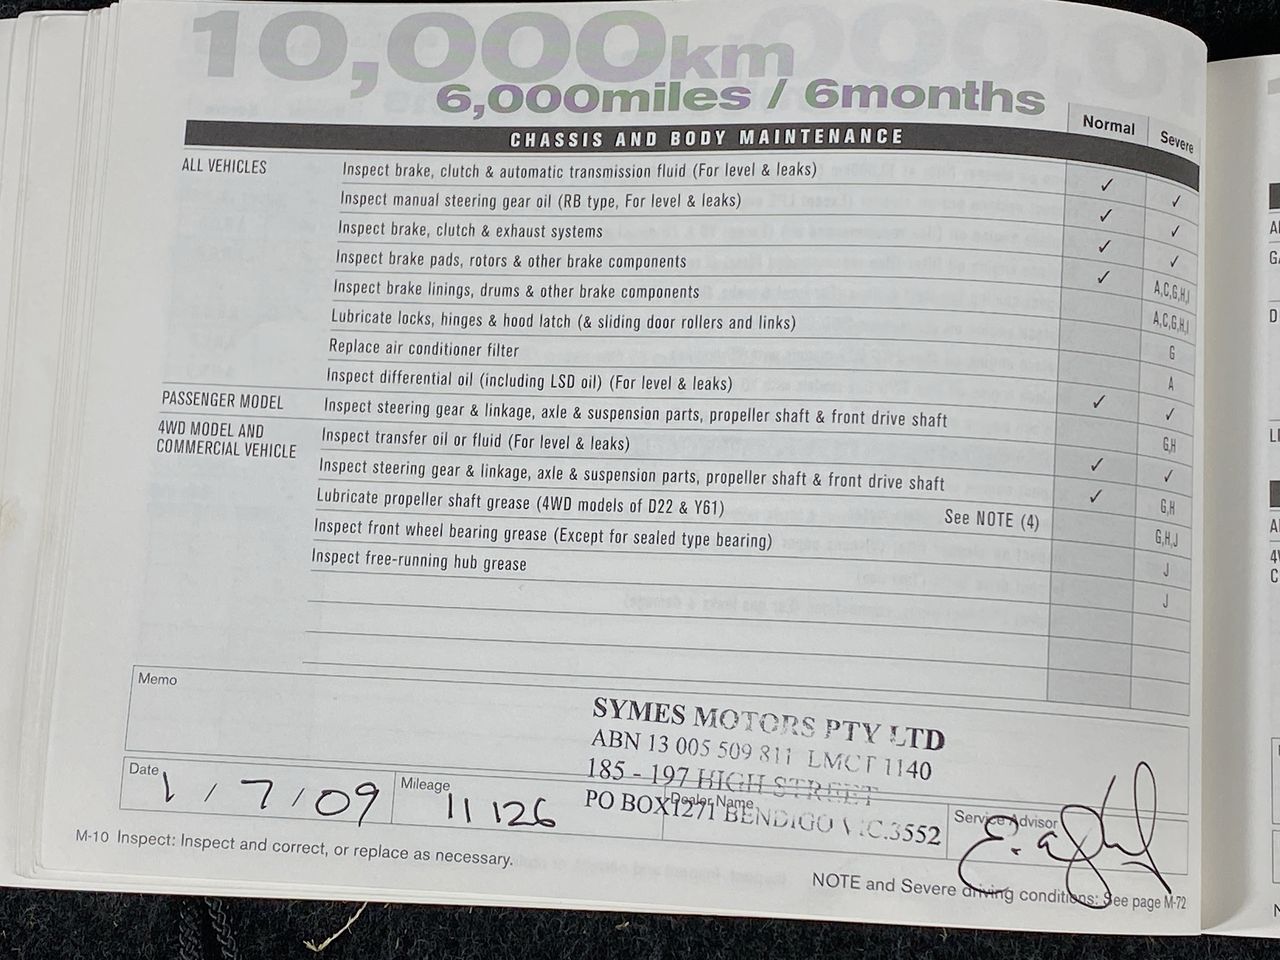 10,000km
6,000miles / 6months
Normal Severe
CHASSIS AND BODY MAINTENANCE
ALL VEHICLES Inspect brake, clutch & automatic transmission fluid (For level & leaks) ✓ ✓
Inspect manual steering gear oil (RB type, For level & leaks) ✓ ✓
Inspect brake, clutch & exhaust systems ✓ ✓
Inspect brake pads, rotors & other brake components ✓ A,C,G,H,I
Inspect brake linings, drums & other brake components A,C,G,H,I
Lubricate locks, hinges & hood latch (& sliding door rollers and links) G
Replace air conditioner filter A
Inspect differential oil (including LSD oil) (For level & leaks) ✓ ✓
PASSENGER MODEL Inspect steering gear & linkage, axle & suspension parts, propeller shaft & front drive shaft G,H
4WD MODEL AND Inspect transfer oil or fluid (For level & leaks) ✓ ✓
COMMERCIAL VEHICLE Inspect steering gear & linkage, axle & suspension parts, propeller shaft & front drive shaft ✓ G,H
Lubricate propeller shaft grease (4WD models of D22 & Y61) See NOTE (4) G,H,J
Inspect front wheel bearing grease (Except for sealed type bearing) J
Inspect free-running hub grease J
Memo
SYMES MOTORS PTY LTD
ABN 13 005 509 811 LMCT 1140
185 - 197 HIGH STREET
PO BOX 1271 BENDIGO VIC. 3552
Date 1 / 7 / 09 Mileage 11126 Dealer Name Service Advisor
M-10 Inspect: Inspect and correct, or replace as necessary.
NOTE and Severe driving conditions: See page M-72